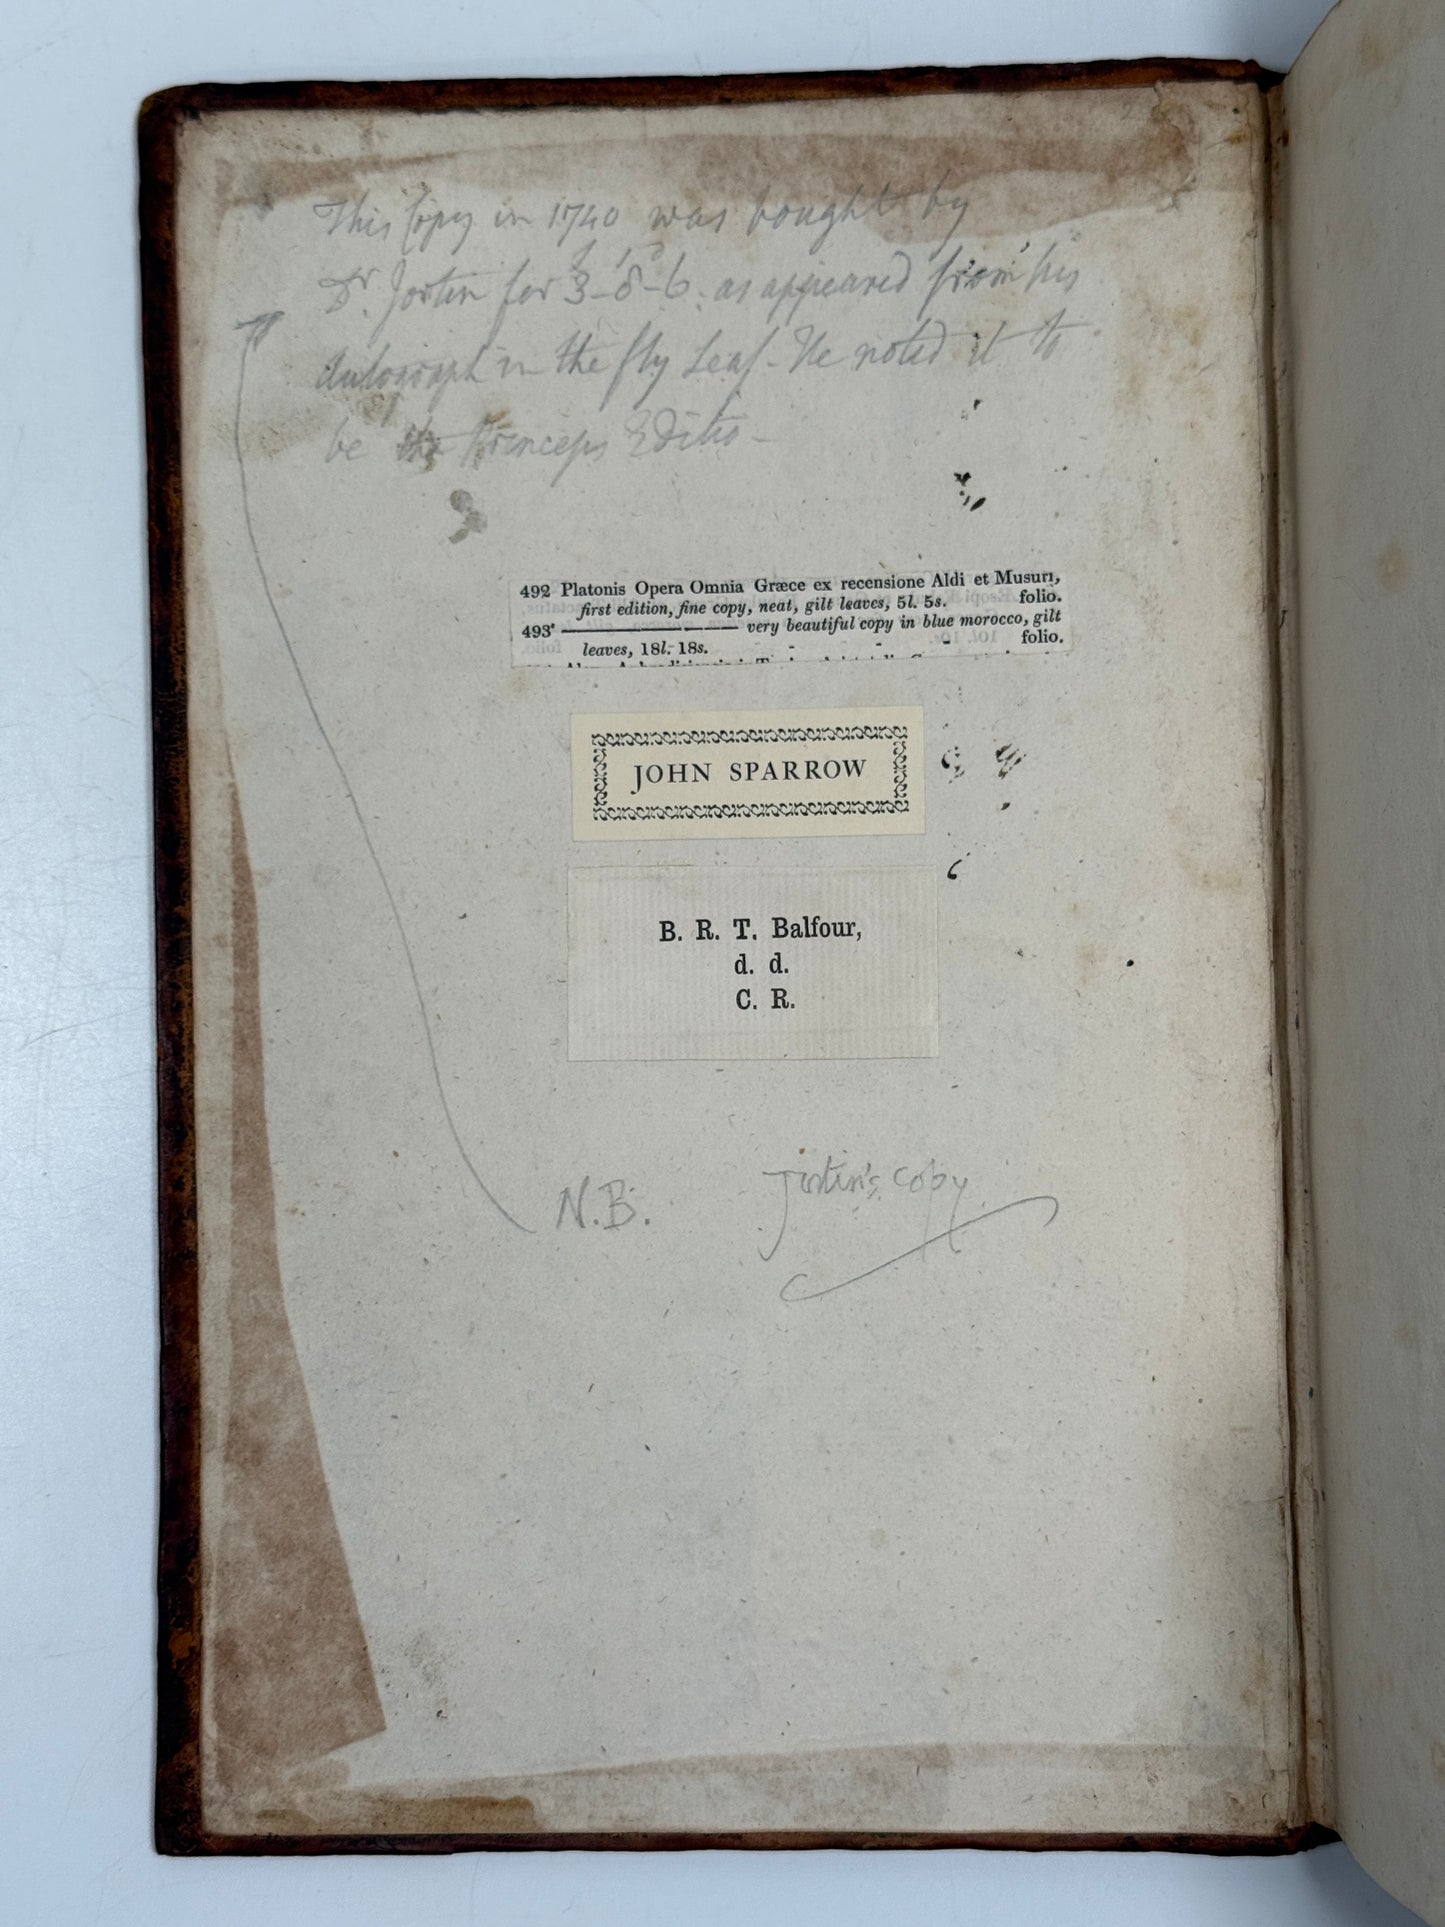 This Copy in 1740 was bought by
Dr. Jortin for 3-8-6. as appeared from his
Autograph in the fly Leaf - He noted it to
be the Princeps Editio -
492 Platonis Opera Omnia Græce ex recensione Aldi et Musuri,
first edition, fine copy, neat, gilt leaves, 5l. 5s. folio.
493 ——— very beautiful copy in blue morocco, gilt
leaves, 18l. 18s. - - - folio.
JOHN SPARROW
B. R. T. Balfour,
d. d.
C. R.
N.B. Jortin's copy